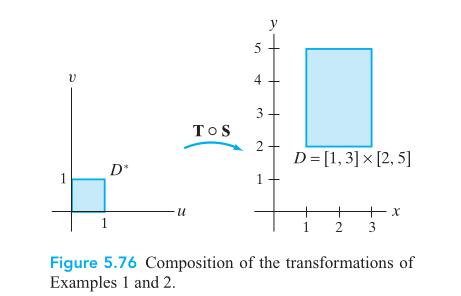 y
5
4
3
2
1
1 2 3
x
D = [1, 3] × [2, 5]
T ∘ S
v
1
D*
u
1
Figure 5.76 Composition of the transformations of
Examples 1 and 2.